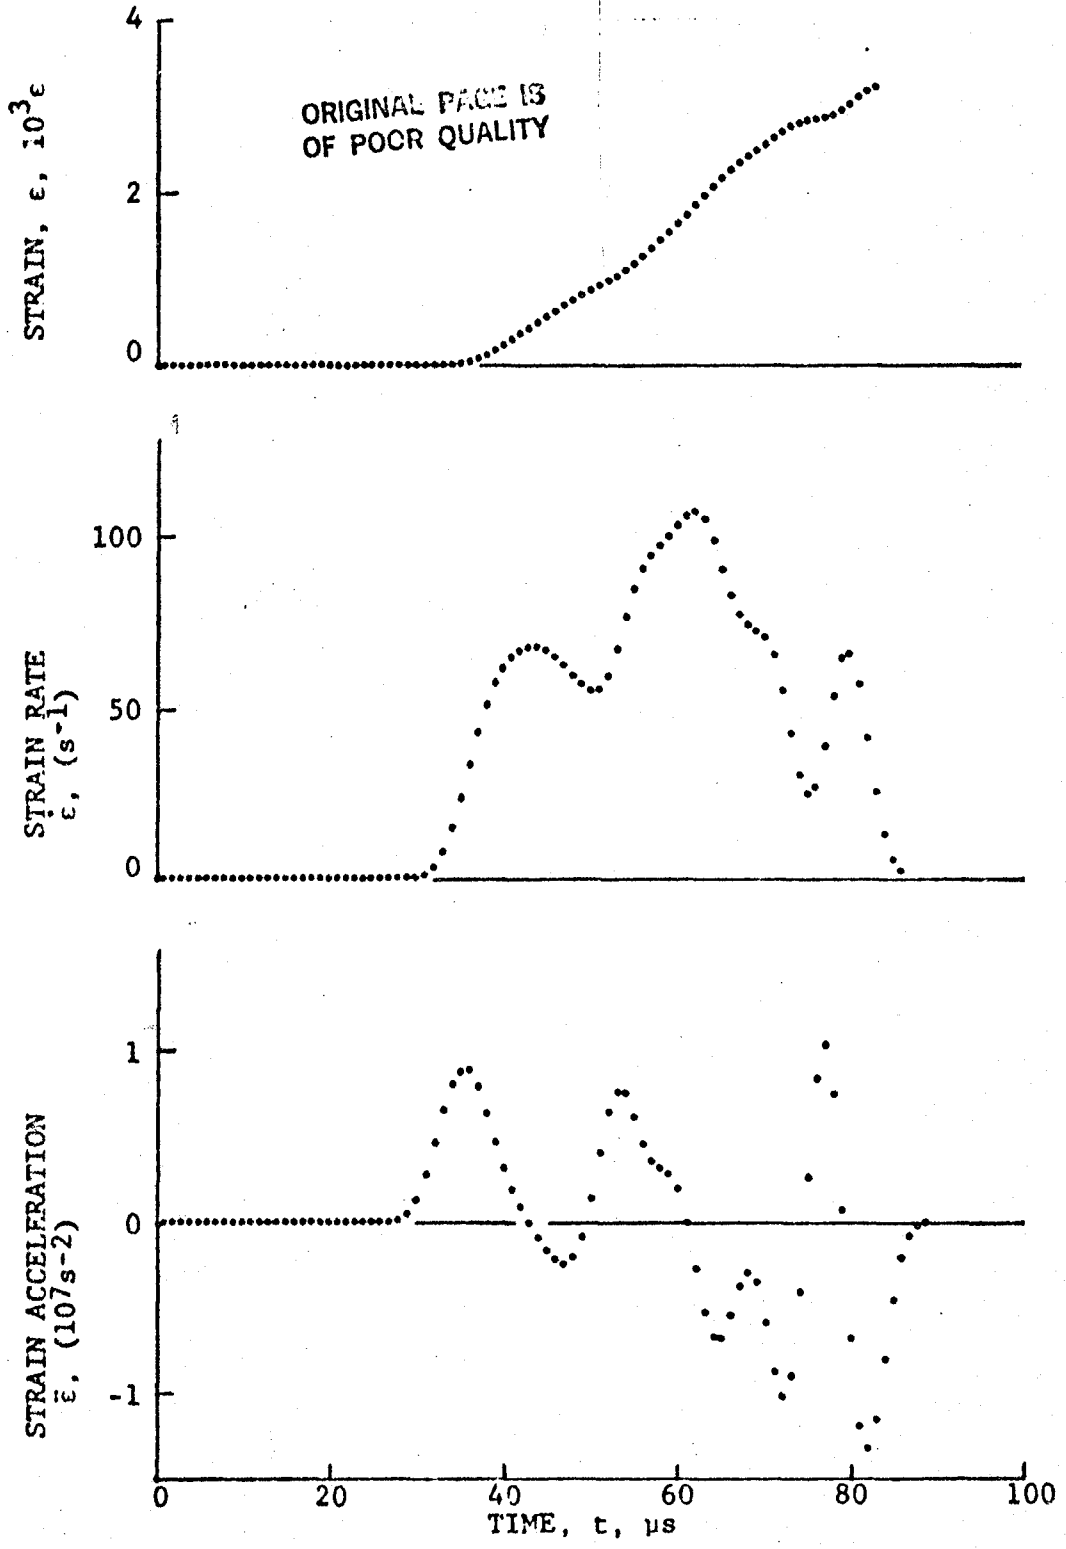 4
ORIGINAL PAGE IS
OF POOR QUALITY
2
0
STRAIN, ε, 10³ε
100
50
0
STRAIN RATE
ε̇, (s⁻¹)
1
0
-1
STRAIN ACCELERATION
ε̈, (10⁷s-2)
0 20 40 60 80 100
TIME, t, µs